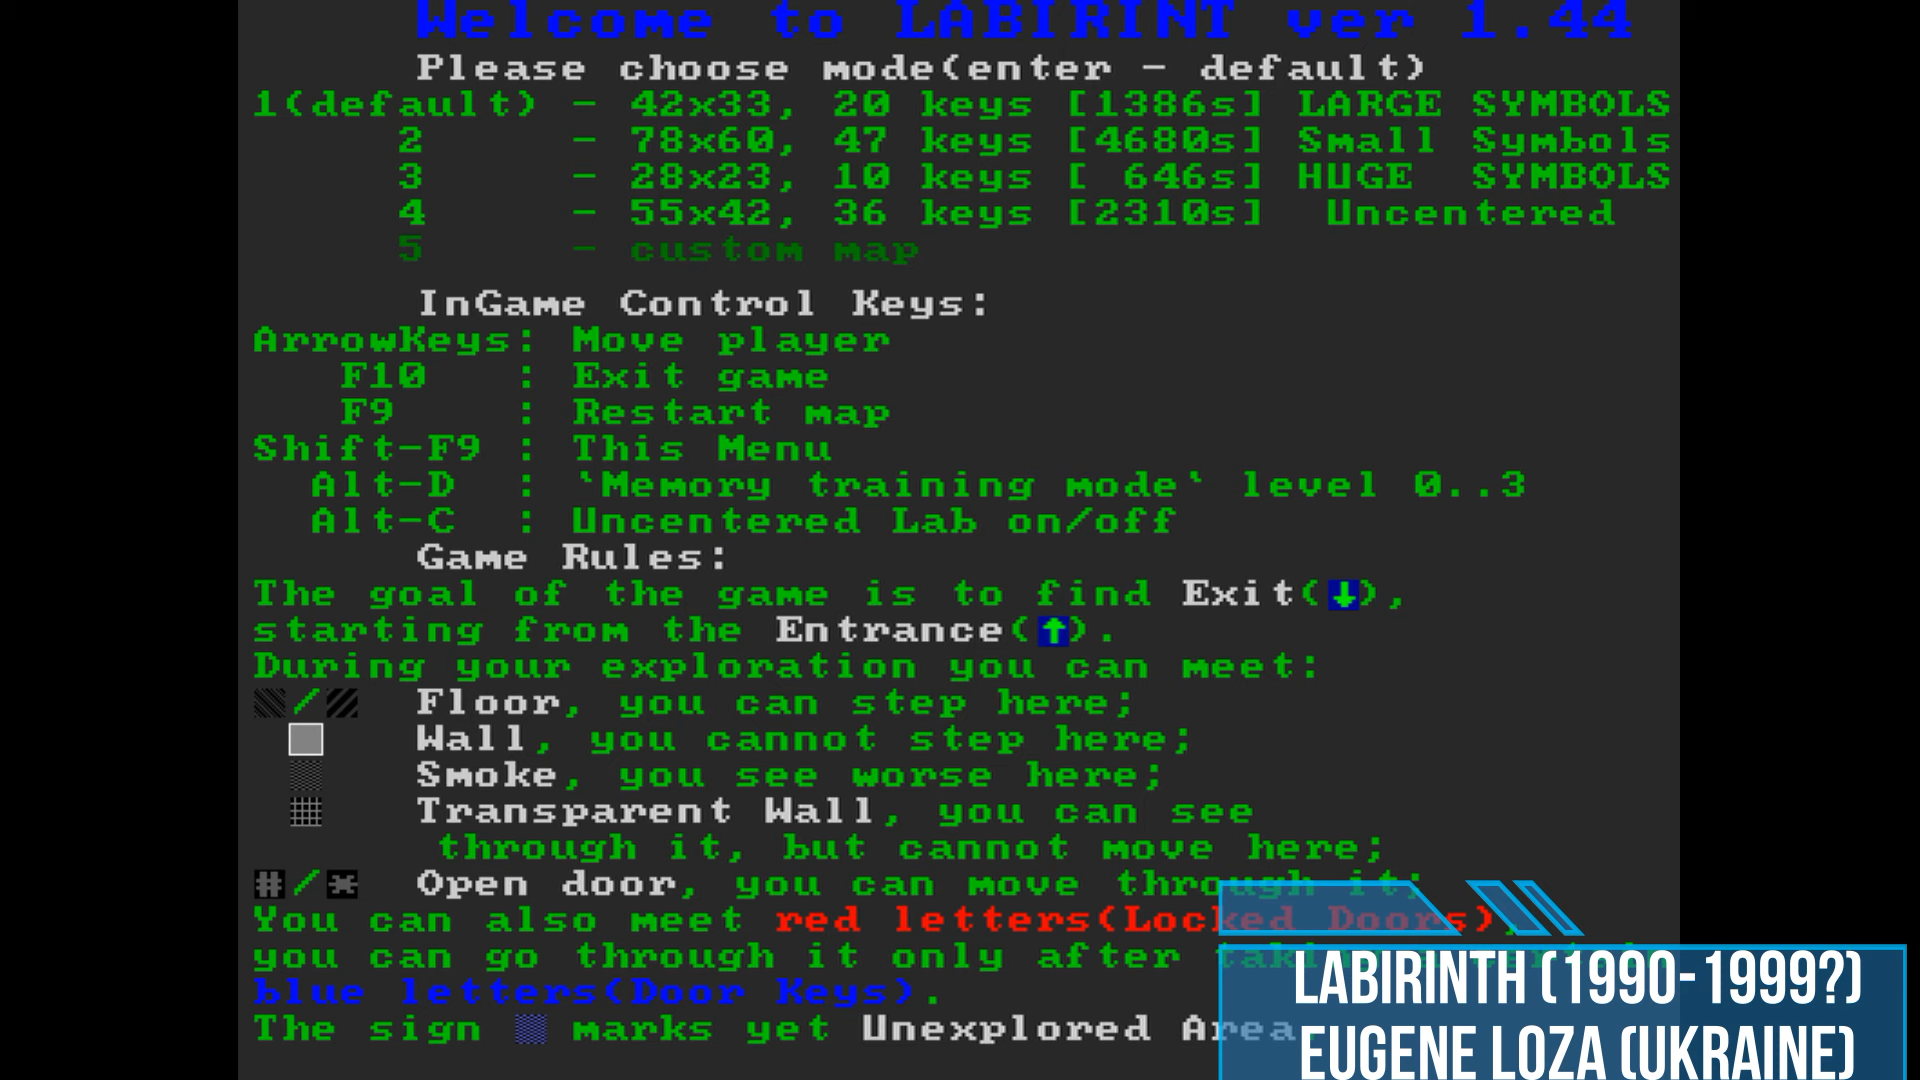 Welcome to LABIRINT ver 1.44
Please choose mode(enter - default)
1(default) - 42x33, 20 keys [1386s] LARGE SYMBOLS
2 - 78x60, 47 keys [4680s] Small Symbols
3 - 28x23, 10 keys [ 646s] HUGE SYMBOLS
4 - 55x42, 36 keys [2310s] Uncentered
5 - custom map
InGame Control Keys:
ArrowKeys: Move player
F10 : Exit game
F9 : Restart map
Shift-F9 : This Menu
Alt-D : `Memory training mode` level 0..3
Alt-C : Uncentered Lab on/off
Game Rules:
The goal of the game is to find Exit(↓),
starting from the Entrance(↑).
During your exploration you can meet:
/ Floor, you can step here;
Wall, you cannot step here;
Smoke, you see worse here;
Transparent Wall, you can see
through it, but cannot move here;
#/ Open door, you can move through it;
You can also meet red letters(Locked Doors),
you can go through it only after
blue letters(Door Keys).
The sign marks yet Unexplored Area
LABIRINTH (1990-1999?)
EUGENE LOZA (UKRAINE)